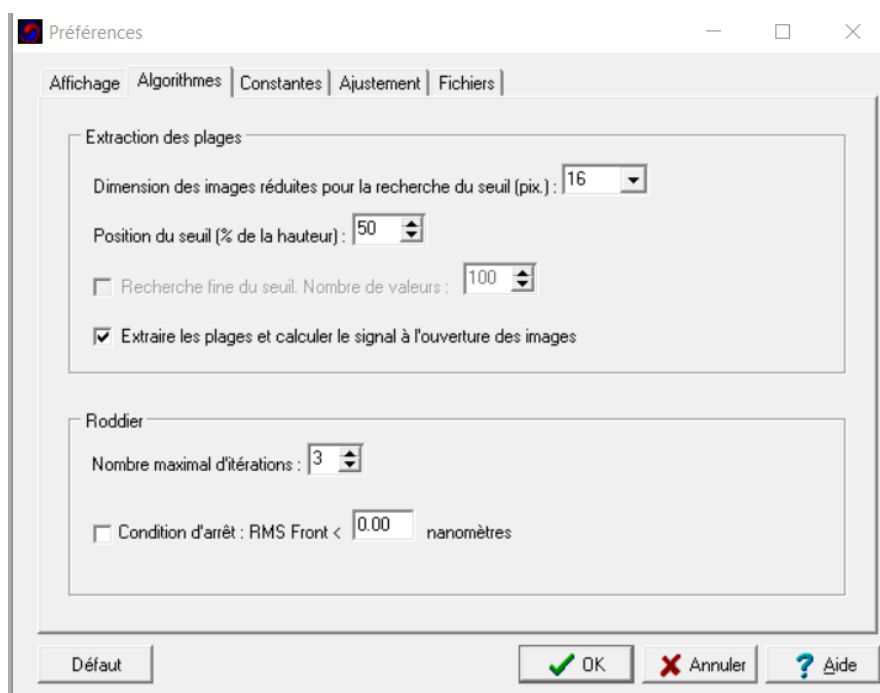 Préférences
Affichage Algorithmes Constantes Ajustement Fichiers
Extraction des plages
Dimension des images réduites pour la recherche du seuil (pix.) : 16
Position du seuil (% de la hauteur) : 50
Recherche fine du seuil. Nombre de valeurs : 100
Extraire les plages et calculer le signal à l'ouverture des images
Roddier
Nombre maximal d'itérations : 3
Condition d'arrêt : RMS Front < 0.00 nanomètres
Défaut OK Annuler Aide